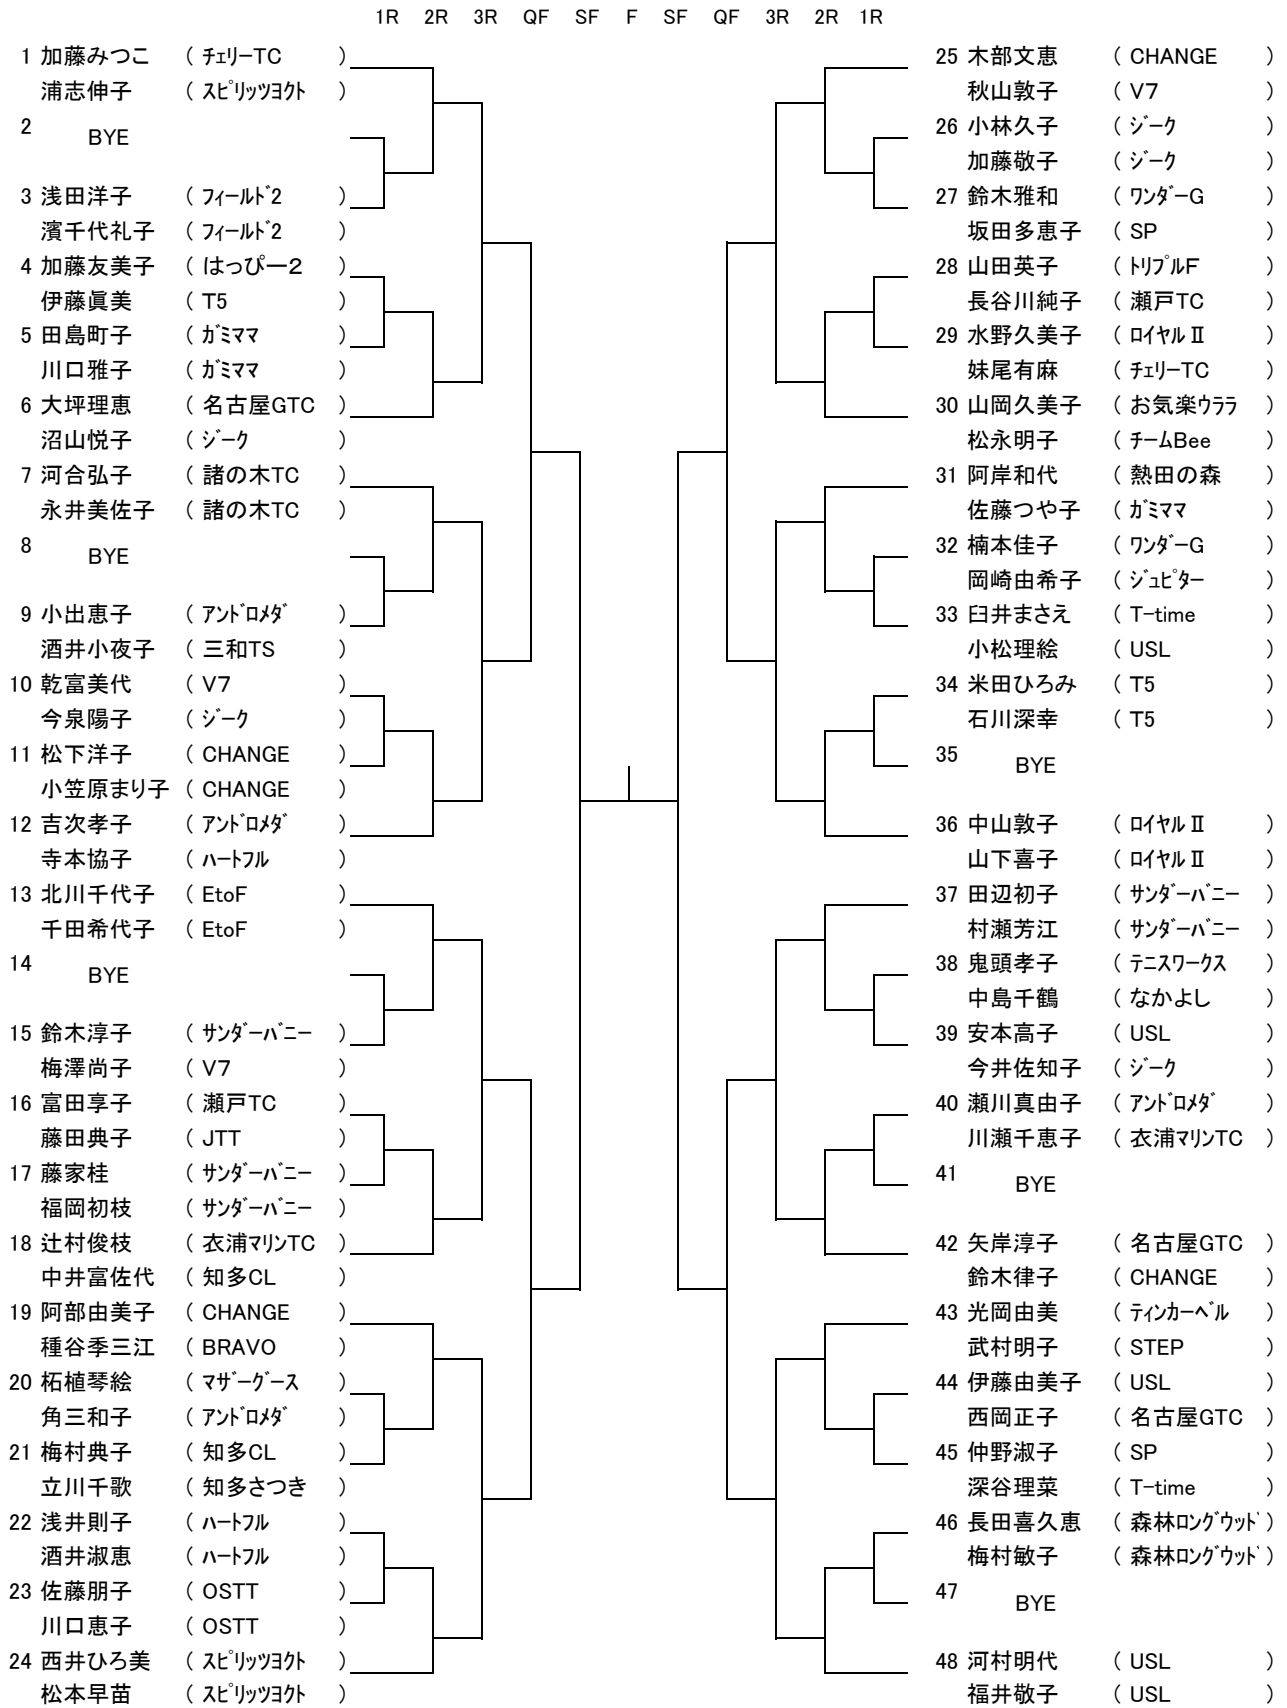 1R 2R 3R QF SF F SF QF 3R 2R 1R
1 加藤みつこ ( チェリーTC )
浦志伸子 ( スピリッツヨクト )
2 BYE
3 浅田洋子 ( フィールド2 )
濱千代礼子 ( フィールド2 )
4 加藤友美子 ( はっぴー2 )
伊藤眞美 ( T5 )
5 田島町子 ( ガミママ )
川口雅子 ( ガミママ )
6 大坪理恵 ( 名古屋GTC )
沼山悦子 ( ジーク )
7 河合弘子 ( 諸の木TC )
永井美佐子 ( 諸の木TC )
8 BYE
9 小出恵子 ( アンドロメダ )
酒井小夜子 ( 三和TS )
10 乾富美代 ( V7 )
今泉陽子 ( ジーク )
11 松下洋子 ( CHANGE )
小笠原まり子 ( CHANGE )
12 吉次孝子 ( アンドロメダ )
寺本協子 ( ハートフル )
13 北川千代子 ( EtoF )
千田希代子 ( EtoF )
14 BYE
15 鈴木淳子 ( サンダーバニー )
梅澤尚子 ( V7 )
16 富田享子 ( 瀬戸TC )
藤田典子 ( JTT )
17 藤家桂 ( サンダーバニー )
福岡初枝 ( サンダーバニー )
18 辻村俊枝 ( 衣浦マリンTC )
中井富佐代 ( 知多CL )
19 阿部由美子 ( CHANGE )
種谷季三江 ( BRAVO )
20 柘植琴絵 ( マザーグース )
角三和子 ( アンドロメダ )
21 梅村典子 ( 知多CL )
立川千歌 ( 知多さつき )
22 浅井則子 ( ハートフル )
酒井淑恵 ( ハートフル )
23 佐藤朋子 ( OSTT )
川口恵子 ( OSTT )
24 西井ひろ美 ( スピリッツヨクト )
松本早苗 ( スピリッツヨクト )
25 木部文恵 ( CHANGE )
秋山敦子 ( V7 )
26 小林久子 ( ジーク )
加藤敬子 ( ジーク )
27 鈴木雅和 ( ワンダーG )
坂田多恵子 ( SP )
28 山田英子 ( トリプルF )
長谷川純子 ( 瀬戸TC )
29 水野久美子 ( ロイヤルⅡ )
妹尾有麻 ( チェリーTC )
30 山岡久美子 ( お気楽ウララ )
松永明子 ( チームBee )
31 阿岸和代 ( 熱田の森 )
佐藤つや子 ( ガミママ )
32 楠本佳子 ( ワンダーG )
岡崎由希子 ( ジュピター )
33 臼井まさえ ( T-time )
小松理絵 ( USL )
34 米田ひろみ ( T5 )
石川深幸 ( T5 )
35 BYE
36 中山敦子 ( ロイヤルⅡ )
山下喜子 ( ロイヤルⅡ )
37 田辺初子 ( サンダーバニー )
村瀬芳江 ( サンダーバニー )
38 鬼頭孝子 ( テニスワークス )
中島千鶴 ( なかよし )
39 安本高子 ( USL )
今井佐知子 ( ジーク )
40 瀬川真由子 ( アンドロメダ )
川瀬千恵子 ( 衣浦マリンTC )
41 BYE
42 矢岸淳子 ( 名古屋GTC )
鈴木律子 ( CHANGE )
43 光岡由美 ( ティンカーベル )
武村明子 ( STEP )
44 伊藤由美子 ( USL )
西岡正子 ( 名古屋GTC )
45 仲野淑子 ( SP )
深谷理菜 ( T-time )
46 長田喜久恵 ( 森林ロングウッド )
梅村敏子 ( 森林ロングウッド )
47 BYE
48 河村明代 ( USL )
福井敬子 ( USL )